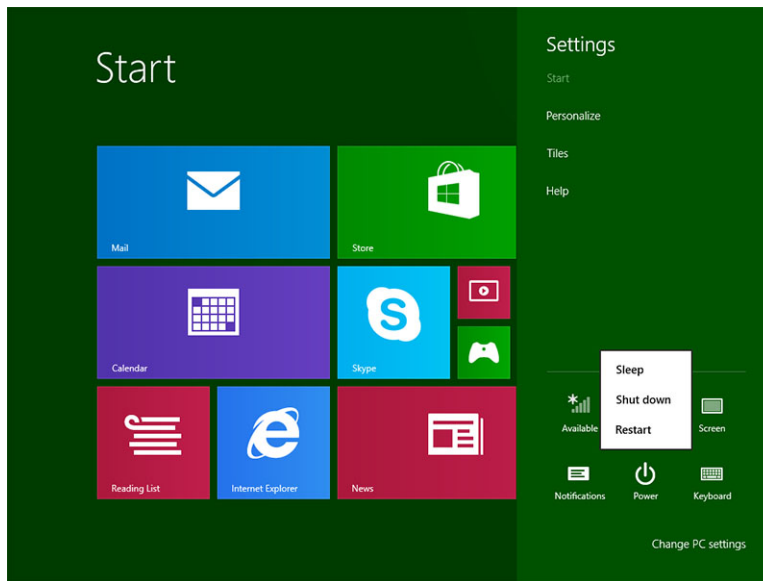 Start
Mail
Store
Calendar
Skype
Reading List
Internet Explorer
News
Settings
Start
Personalize
Tiles
Help
Sleep
Shut down
Restart
Available
Screen
Notifications
Power
Keyboard
Change PC settings